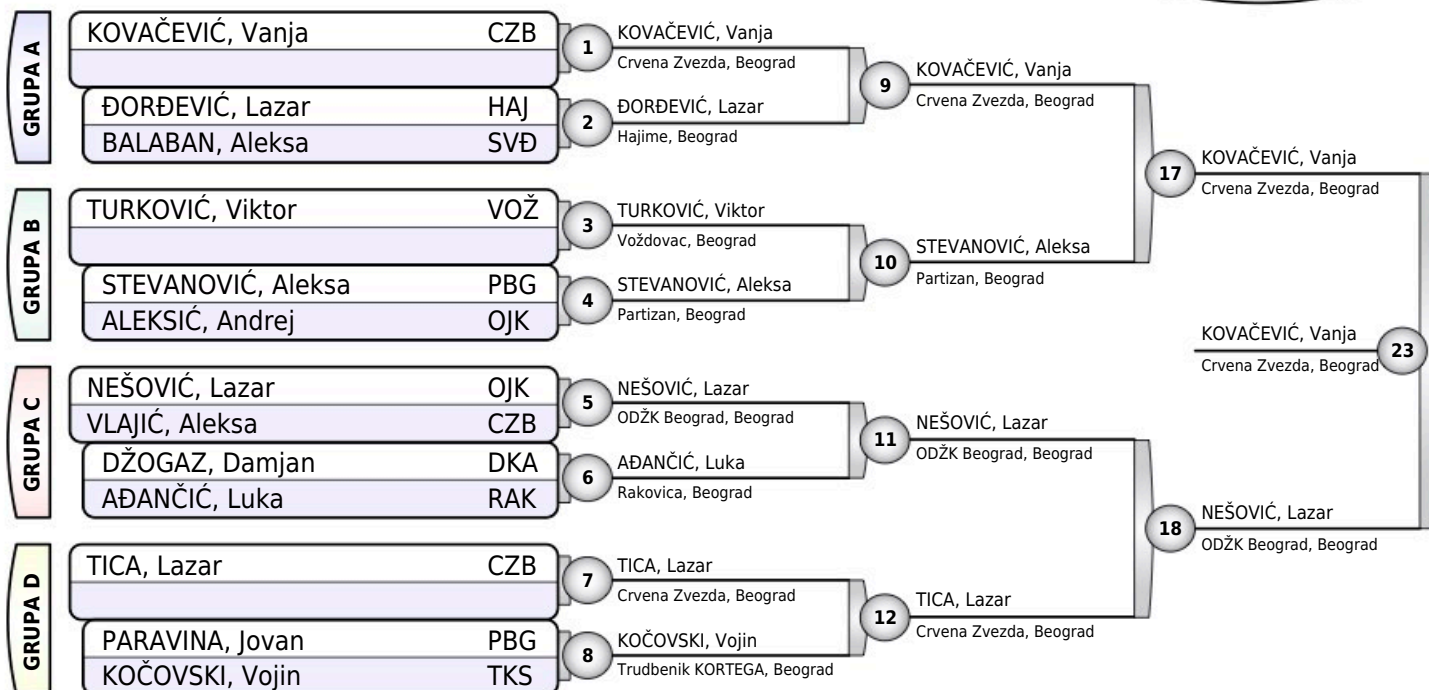 GRUPA A
KOVAČEVIĆ, Vanja CZB
ĐORĐEVIĆ, Lazar HAJ
BALABAN, Aleksa SVĐ
GRUPA B
TURKOVIĆ, Viktor VOŽ
STEVANOVIĆ, Aleksa PBG
ALEKSIĆ, Andrej OJK
GRUPA C
NEŠOVIĆ, Lazar OJK
VLAJIĆ, Aleksa CZB
DŽOGAZ, Damjan DKA
AĐANČIĆ, Luka RAK
GRUPA D
TICA, Lazar CZB
PARAVINA, Jovan PBG
KOČOVSKI, Vojin TKS
1
KOVAČEVIĆ, Vanja
Crvena Zvezda, Beograd
2
ĐORĐEVIĆ, Lazar
Hajime, Beograd
3
TURKOVIĆ, Viktor
Voždovac, Beograd
4
STEVANOVIĆ, Aleksa
Partizan, Beograd
5
NEŠOVIĆ, Lazar
ODŽK Beograd, Beograd
6
AĐANČIĆ, Luka
Rakovica, Beograd
7
TICA, Lazar
Crvena Zvezda, Beograd
8
KOČOVSKI, Vojin
Trudbenik KORTEGA, Beograd
9
KOVAČEVIĆ, Vanja
Crvena Zvezda, Beograd
10
STEVANOVIĆ, Aleksa
Partizan, Beograd
11
NEŠOVIĆ, Lazar
ODŽK Beograd, Beograd
12
TICA, Lazar
Crvena Zvezda, Beograd
17
KOVAČEVIĆ, Vanja
Crvena Zvezda, Beograd
18
NEŠOVIĆ, Lazar
ODŽK Beograd, Beograd
KOVAČEVIĆ, Vanja
Crvena Zvezda, Beograd
23